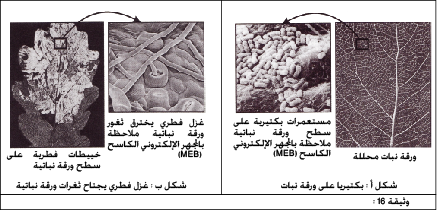 مستعمرات بكتيرية على
سطح ورقة نباتية
ملاحظة بالمجهر الإلكتروني
الكاسح (MEB)
ورقة نبات محللة
شكل أ : بكتيريا على ورقة نبات
غزل فطري يخترق ثغور
ورقة نباتية ملاحظة
بالمجهر الإلكتروني الكاسح
(MEB)
خييطات فطرية على
سطح ورقة نباتية
شكل ب : غزل فطري يجتاح ثغرات ورقة نباتية
وثيقة 16 :